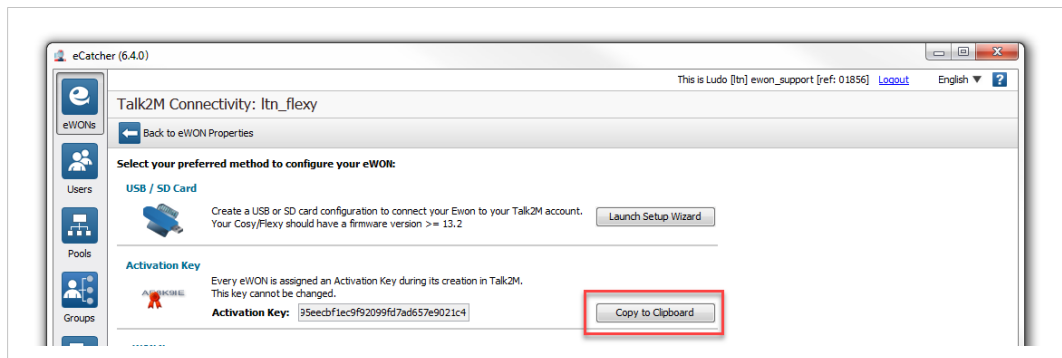 eCatcher (6.4.0)
This is Ludo [ltn] ewon_support [ref: 01856] Logout English ▼ ?
eWONs
Talk2M Connectivity: ltn_flexy
Back to eWON Properties
Select your preferred method to configure your eWON:
Users
USB / SD Card
Create a USB or SD card configuration to connect your Ewon to your Talk2M account.
Your Cosy/Flexy should have a firmware version >= 13.2
Launch Setup Wizard
Pools
Activation Key
Every eWON is assigned an Activation Key during its creation in Talk2M.
This key cannot be changed.
Activation Key: 95eecbf1ec9f92099fd7ad657e9021c4
Copy to Clipboard
Groups